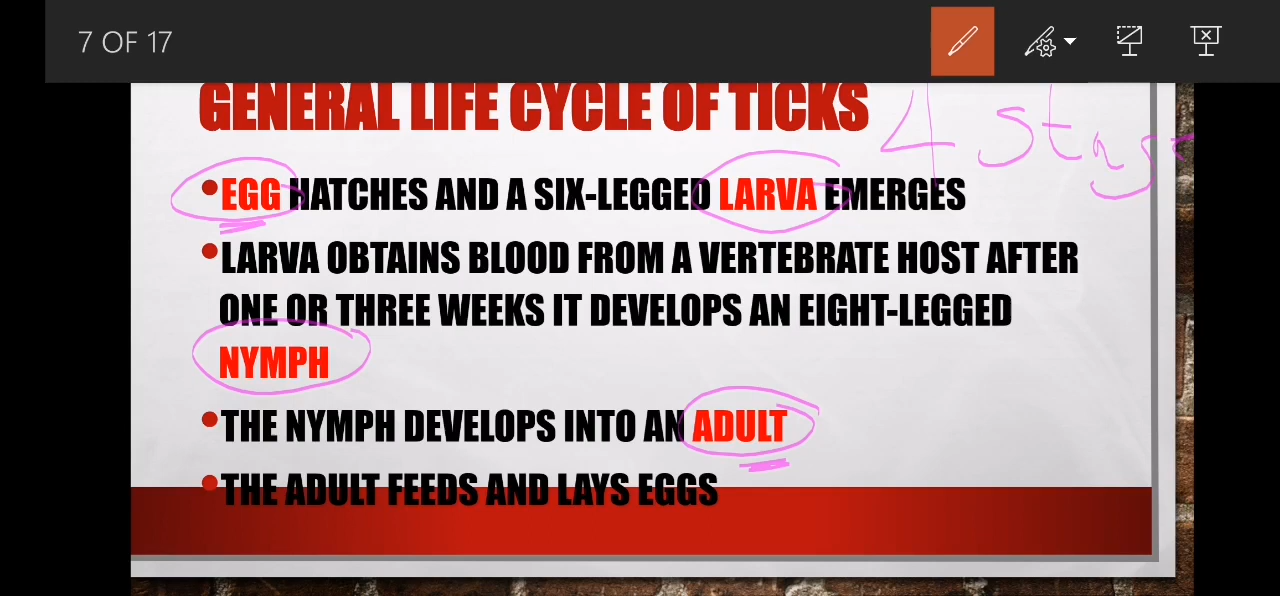 7 OF 17
GENERAL LIFE CYCLE OF TICKS
4 stage
•EGG HATCHES AND A SIX-LEGGED LARVA EMERGES
•LARVA OBTAINS BLOOD FROM A VERTEBRATE HOST AFTER
ONE OR THREE WEEKS IT DEVELOPS AN EIGHT-LEGGED
NYMPH
•THE NYMPH DEVELOPS INTO AN ADULT
•THE ADULT FEEDS AND LAYS EGGS